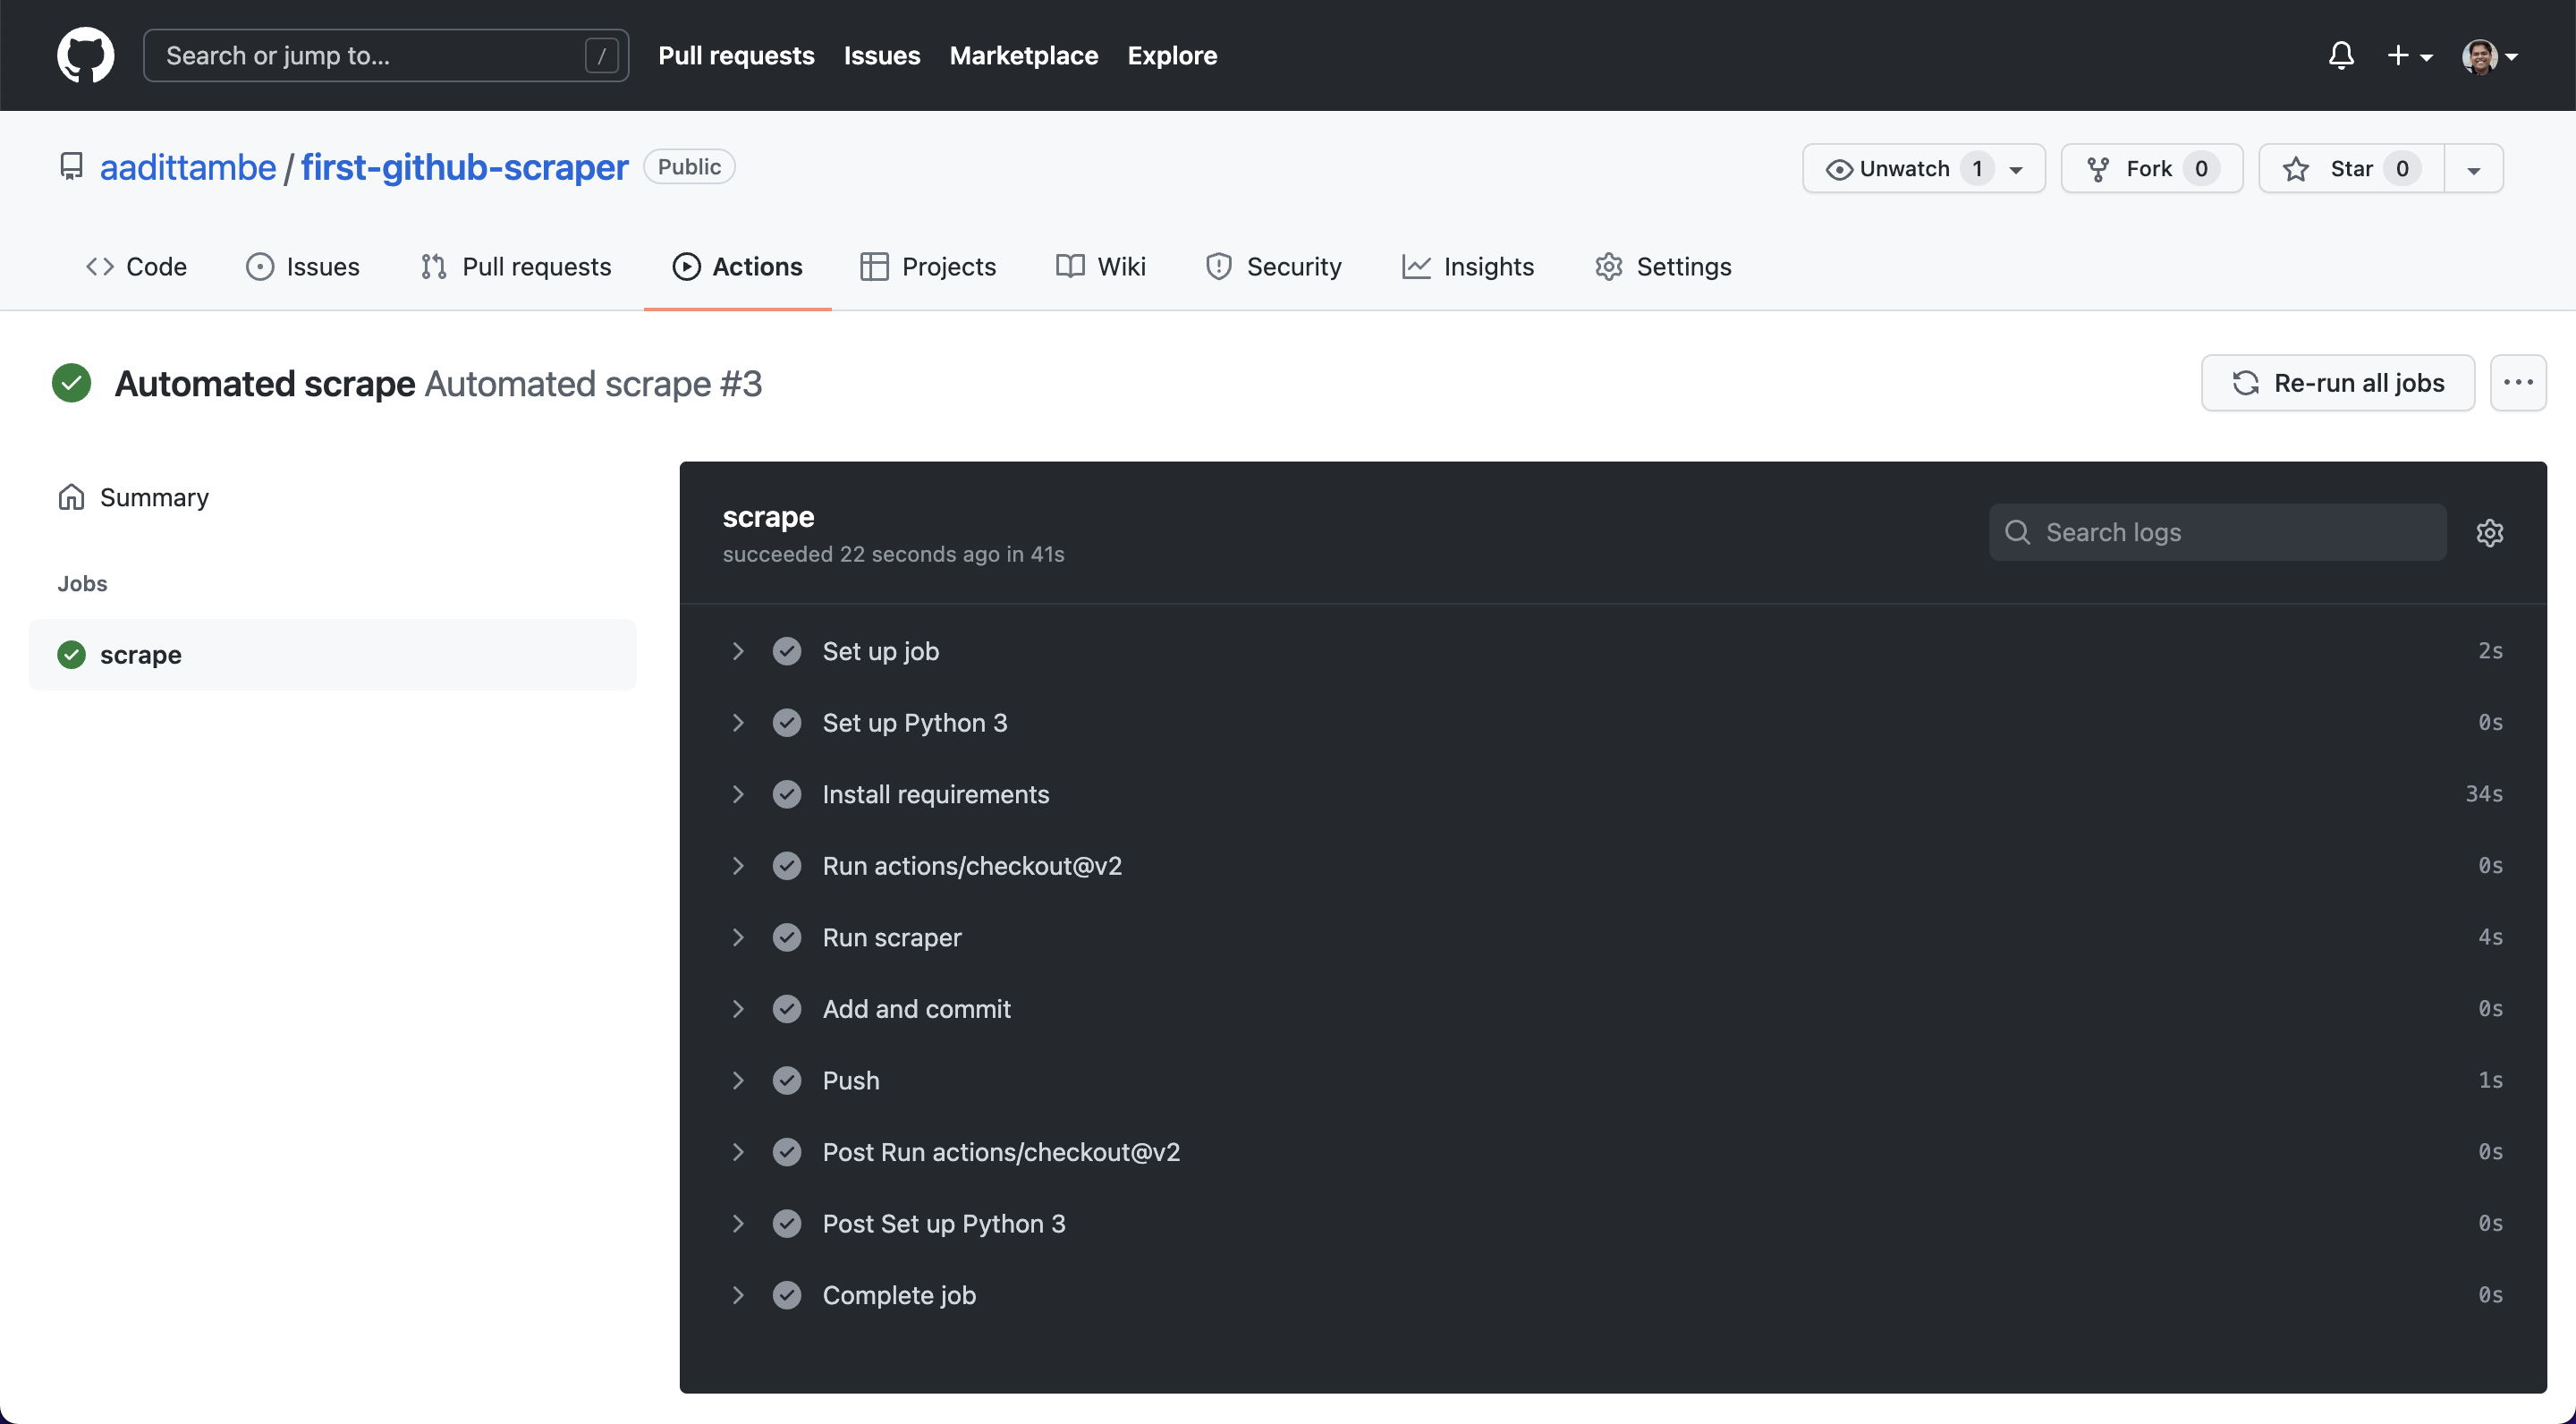 Search or jump to... / Pull requests Issues Marketplace Explore
aadittambe / first-github-scraper Public Unwatch 1 Fork 0 Star 0
Code Issues Pull requests Actions Projects Wiki Security Insights Settings
Automated scrape Automated scrape #3 Re-run all jobs
Summary
Jobs
scrape
scrape
succeeded 22 seconds ago in 41s
Search logs
Set up job 2s
Set up Python 3 0s
Install requirements 34s
Run actions/checkout@v2 0s
Run scraper 4s
Add and commit 0s
Push 1s
Post Run actions/checkout@v2 0s
Post Set up Python 3 0s
Complete job 0s